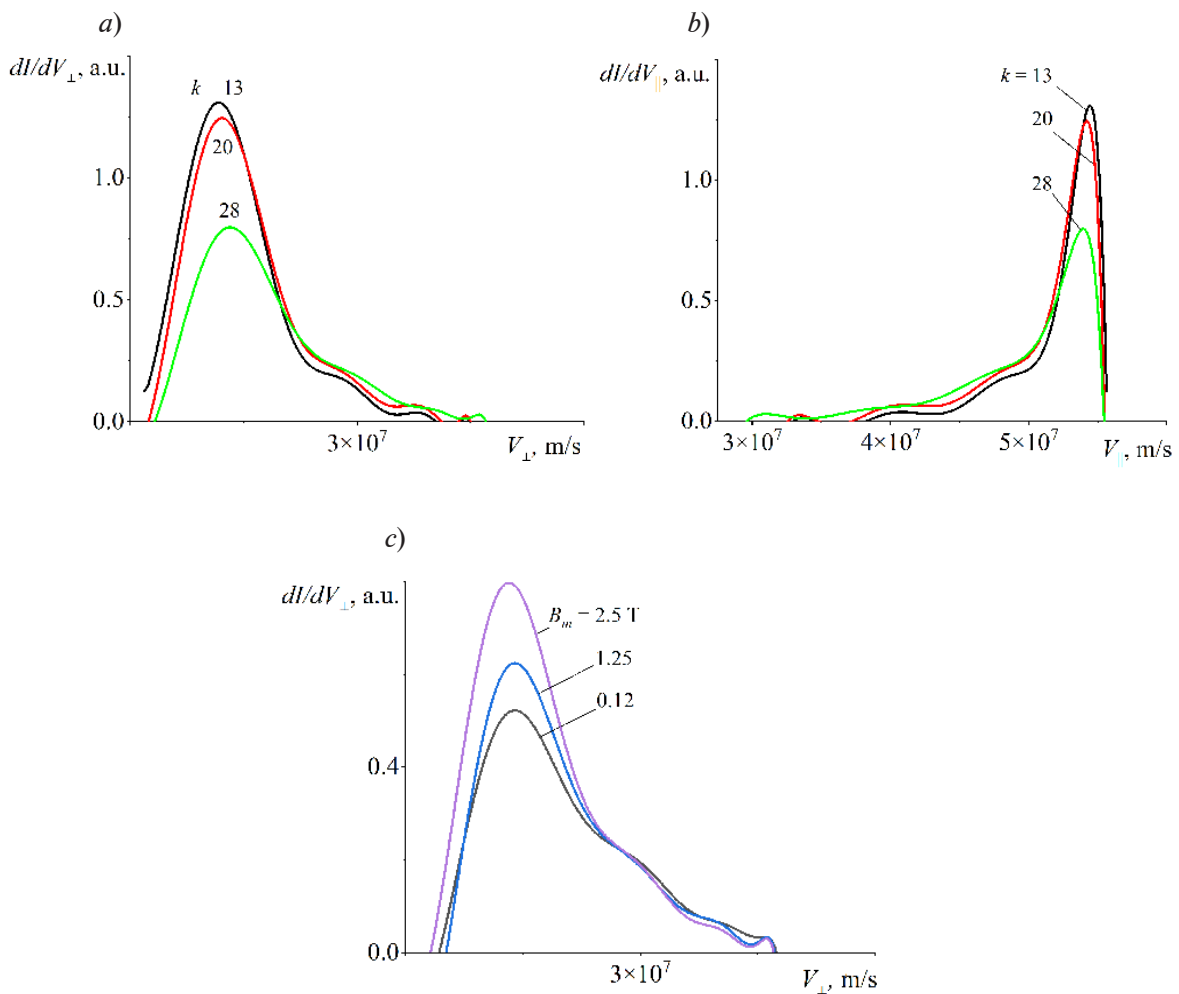 a)
dI/dV⊥, a.u.
k 13
20
28
1.0
0.5
0.0
3×10⁷
V⊥, m/s
b)
dI/dV||, a.u.
k = 13
20
28
1.0
0.5
0.0
3×10⁷ 4×10⁷ 5×10⁷
V||, m/s
c)
dI/dV⊥, a.u.
Bm = 2.5 T
1.25
0.12
0.4
0.0
3×10⁷
V⊥, m/s